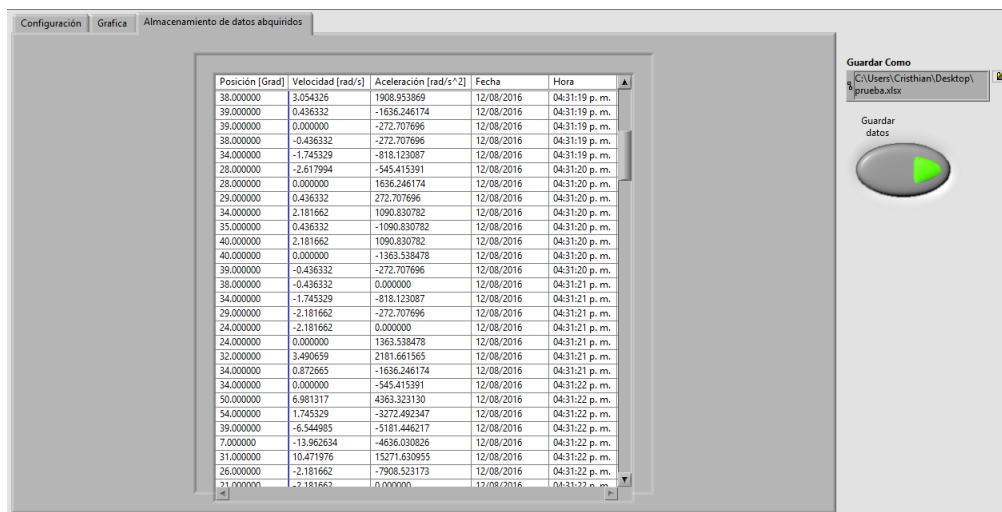 Configuración Grafica Almacenamiento de datos abquiridos
Guardar Como
C:\Users\Cristhian\Desktop\
prueba.xlsx
Guardar
datos
Posición [Grad] Velocidad [rad/s] Aceleración [rad/s^2] Fecha Hora
38.000000 3.054326 1908.953869 12/08/2016 04:31:19 p. m.
39.000000 0.436332 -1636.246174 12/08/2016 04:31:19 p. m.
39.000000 0.000000 -272.707696 12/08/2016 04:31:19 p. m.
38.000000 -0.436332 -272.707696 12/08/2016 04:31:19 p. m.
34.000000 -1.745329 -818.123087 12/08/2016 04:31:19 p. m.
28.000000 -2.617994 -545.415391 12/08/2016 04:31:20 p. m.
28.000000 0.000000 1636.246174 12/08/2016 04:31:20 p. m.
29.000000 0.436332 272.707696 12/08/2016 04:31:20 p. m.
34.000000 2.181662 1090.830782 12/08/2016 04:31:20 p. m.
35.000000 0.436332 -1090.830782 12/08/2016 04:31:20 p. m.
40.000000 2.181662 1090.830782 12/08/2016 04:31:20 p. m.
40.000000 0.000000 -1363.538478 12/08/2016 04:31:20 p. m.
39.000000 -0.436332 -272.707696 12/08/2016 04:31:20 p. m.
38.000000 -0.436332 0.000000 12/08/2016 04:31:21 p. m.
34.000000 -1.745329 -818.123087 12/08/2016 04:31:21 p. m.
29.000000 -2.181662 -272.707696 12/08/2016 04:31:21 p. m.
24.000000 -2.181662 0.000000 12/08/2016 04:31:21 p. m.
24.000000 0.000000 1363.538478 12/08/2016 04:31:21 p. m.
32.000000 3.490659 2181.661565 12/08/2016 04:31:21 p. m.
34.000000 0.872665 -1636.246174 12/08/2016 04:31:21 p. m.
34.000000 0.000000 -545.415391 12/08/2016 04:31:22 p. m.
50.000000 6.981317 4363.323130 12/08/2016 04:31:22 p. m.
54.000000 1.745329 -3272.492347 12/08/2016 04:31:22 p. m.
39.000000 -6.544985 -5181.446217 12/08/2016 04:31:22 p. m.
7.000000 -13.962634 -4636.030826 12/08/2016 04:31:22 p. m.
31.000000 10.471976 15271.630955 12/08/2016 04:31:22 p. m.
26.000000 -2.181662 -7908.523173 12/08/2016 04:31:22 p. m.
21.000000 -2.181662 0.000000 12/08/2016 04:31:22 p. m.